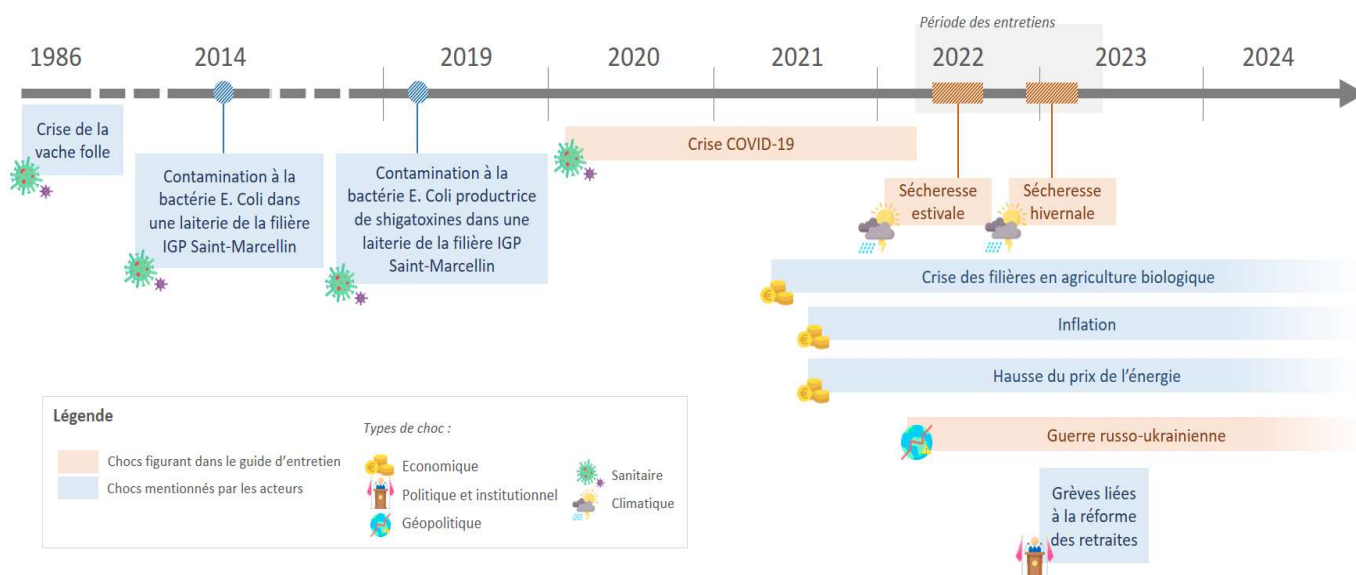 Période des entretiens
1986
2014
2019
2020
2021
2022
2023
2024
Crise de la
vache folle
Contamination à la
bactérie E. Coli dans
une laiterie de la filière
IGP Saint-Marcellin
Contamination à la
bactérie E. Coli productrice
de shigatoxines dans une
laiterie de la filière IGP
Saint-Marcellin
Crise COVID-19
Sécheresse
estivale
Sécheresse
hivernale
Crise des filières en agriculture biologique
Inflation
Hausse du prix de l’énergie
Guerre russo-ukrainienne
Grèves liées
à la réforme
des retraites
Légende
Chocs figurant dans le guide d’entretien
Chocs mentionnés par les acteurs
Types de choc :
Economique
Politique et institutionnel
Géopolitique
Sanitaire
Climatique